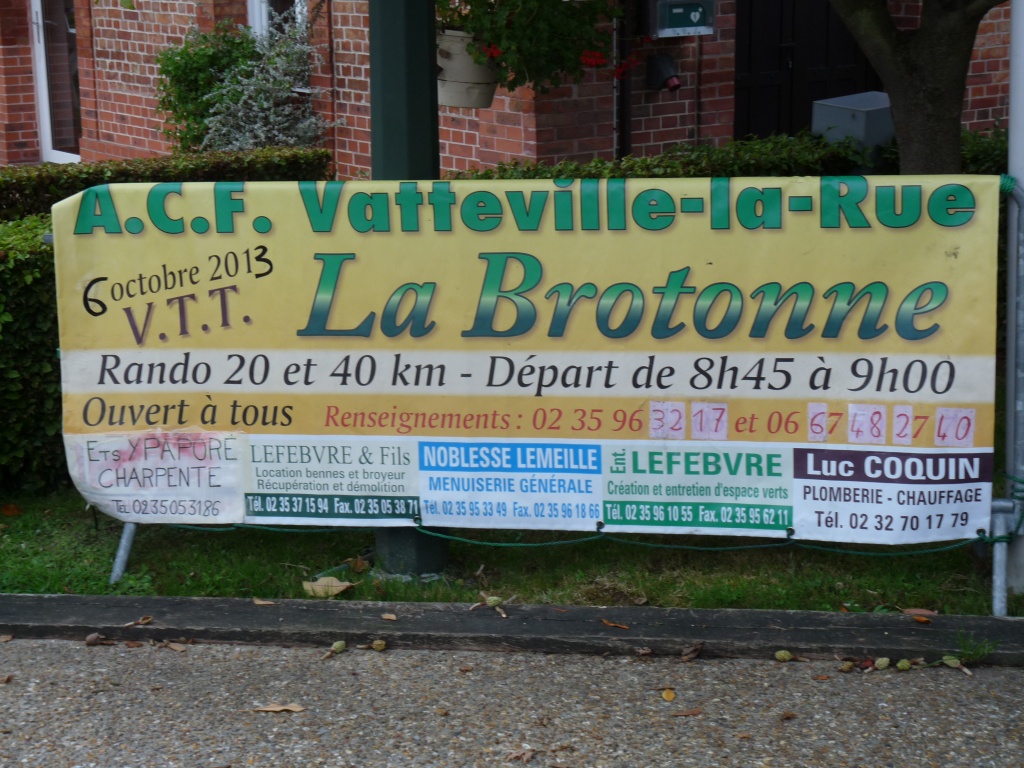 A.C.F. Vatteville-la-Rue
6 octobre 2013
V.T.T.
La Brotonne
Rando 20 et 40 km - Départ de 8h45 à 9h00
Ouvert à tous Renseignements : 02 35 96 32 17 et 06 67 48 27 40
ETS YPAFORE
CHARPENTE
Tel 0235053186
LEFEBVRE & Fils
Location bennes et broyeur
Récupération et démolition
Tél. 02 35 37 15 94 Fax. 02 35 05 38 71
NOBLESSE LEMEILLE
MENUISERIE GÉNÉRALE
Tél. 02 35 95 33 49 Fax. 02 35 96 18 66
Ent. LEFEBVRE
Création et entretien d'espace verts
Tél. 02 35 96 10 55 Fax. 02 35 95 62 11
Luc COQUIN
PLOMBERIE - CHAUFFAGE
Tél. 02 32 70 17 79